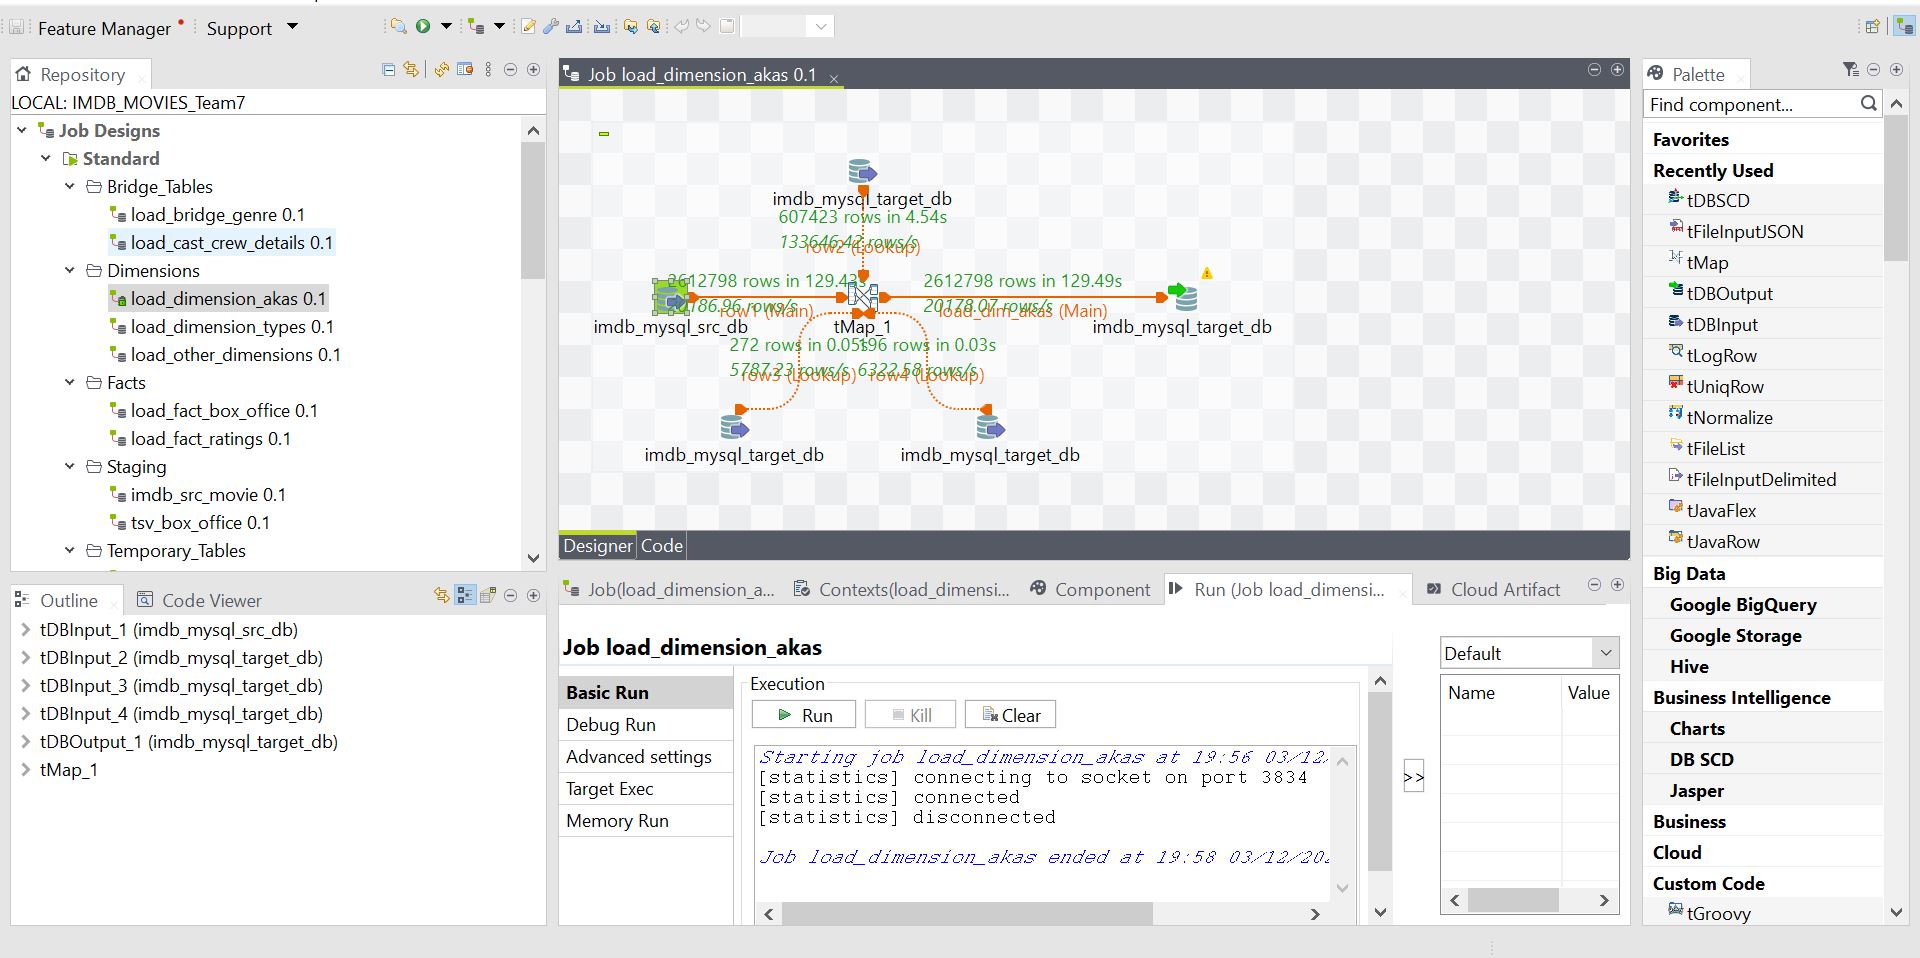 Feature Manager
Support
Repository
LOCAL: IMDB_MOVIES_Team7
Job Designs
Standard
Bridge_Tables
load_bridge_genre 0.1
load_cast_crew_details 0.1
Dimensions
load_dimension_akas 0.1
load_dimension_types 0.1
load_other_dimensions 0.1
Facts
load_fact_box_office 0.1
load_fact_ratings 0.1
Staging
imdb_src_movie 0.1
tsv_box_office 0.1
Temporary_Tables
Outline
Code Viewer
tDBInput_1 (imdb_mysql_src_db)
tDBInput_2 (imdb_mysql_target_db)
tDBInput_3 (imdb_mysql_target_db)
tDBInput_4 (imdb_mysql_target_db)
tDBOutput_1 (imdb_mysql_target_db)
tMap_1
Job load_dimension_akas 0.1
imdb_mysql_target_db
607423 rows in 4.54s
133646.42 rows/s
row2 (Lookup)
2612798 rows in 129.43s
rows/s
row1 (Main)
2612798 rows in 129.49s
20178.07 rows/s
load_dim_akas (Main)
imdb_mysql_src_db
tMap_1
imdb_mysql_target_db
272 rows in 0.05s
196 rows in 0.03s
5787.23 rows/s
6322.58 rows/s
row3 (Lookup)
row4 (Lookup)
imdb_mysql_target_db
imdb_mysql_target_db
Designer
Code
Job(load_dimension_a...
Contexts(load_dimensi...
Component
Run (Job load_dimensi...
Cloud Artifact
Job load_dimension_akas
Basic Run
Debug Run
Advanced settings
Target Exec
Memory Run
Execution
Run
Kill
Clear
Starting job load_dimension_akas at 19:56 03/12,
[statistics] connecting to socket on port 3834
[statistics] connected
[statistics] disconnected
Job load_dimension_akas ended at 19:58 03/12/202
>>
Default
Name
Value
Palette
Find component...
Favorites
Recently Used
tDBSCD
tFileInputJSON
tMap
tDBOutput
tDBInput
tLogRow
tUniqRow
tNormalize
tFileList
tFileInputDelimited
tJavaFlex
tJavaRow
Big Data
Google BigQuery
Google Storage
Hive
Business Intelligence
Charts
DB SCD
Jasper
Business
Cloud
Custom Code
tGroovy